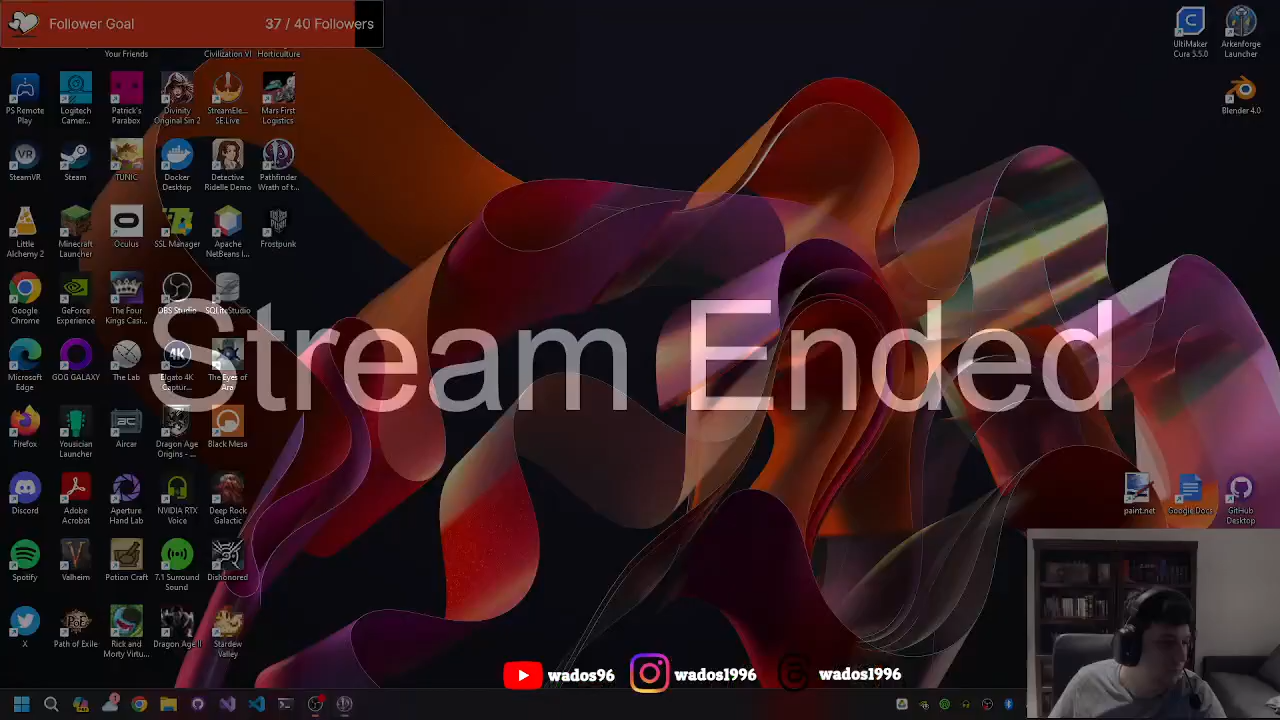 Follower Goal
37 / 40 Followers
Your Friends
Civilization VI
Horticulture
UltiMaker
Cura 5.5.0
Arkenforge
Launcher
PS Remote
Play
Logitech
Camer...
Patrick's
Parabox
Divinity
Original Sin 2
StreamEle...
SE.Live
Mars First
Logistics
Blender 4.0
SteamVR
Steam
TUNIC
Docker
Desktop
Detective
Ridelle Demo
Pathfinder
Wrath of t...
Little
Alchemy 2
Minecraft
Launcher
Oculus
SSL Manager
Apache
NetBeans I...
Frostpunk
Google
Chrome
GeForce
Experience
The Four
Kings Casi...
OBS Studio
SQLiteStudio
Stream Ended
Microsoft
Edge
GOG GALAXY
The Lab
Elgato 4K
Captur...
The Eyes of
Ara
Firefox
Yousician
Launcher
Aircar
Dragon Age
Origins - ...
Black Mesa
Discord
Adobe
Acrobat
Aperture
Hand Lab
NVIDIA RTX
Voice
Deep Rock
Galactic
paint.net
Google Docs
GitHub
Desktop
Spotify
Valheim
Potion Craft
7.1 Surround
Sound
Dishonored
X
Path of Exile
Rick and
Morty Virtu...
Dragon Age II
Stardew
Valley
wados96
wados1996
wados1996